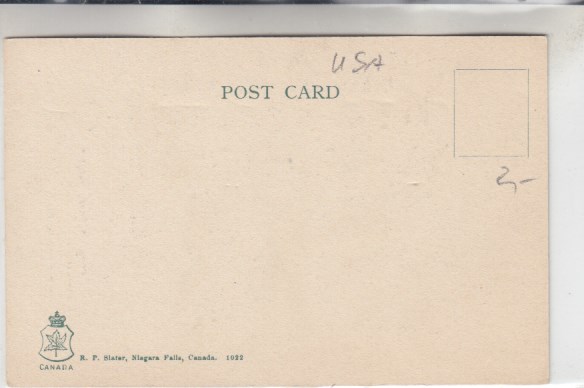 USA
POST CARD
2,-
R. P. Slater, Niagara Falls, Canada. 1022
CANADA